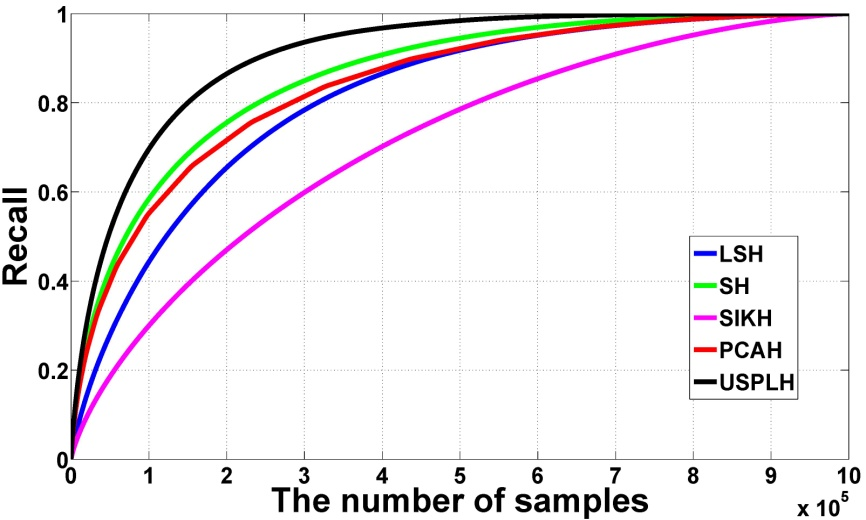 1
0.8
0.6
0.4
0.2
0
Recall
LSH
SH
SIKH
PCAH
USPLH
0 1 2 3 4 5 6 7 8 9 10
The number of samples
x 10^5